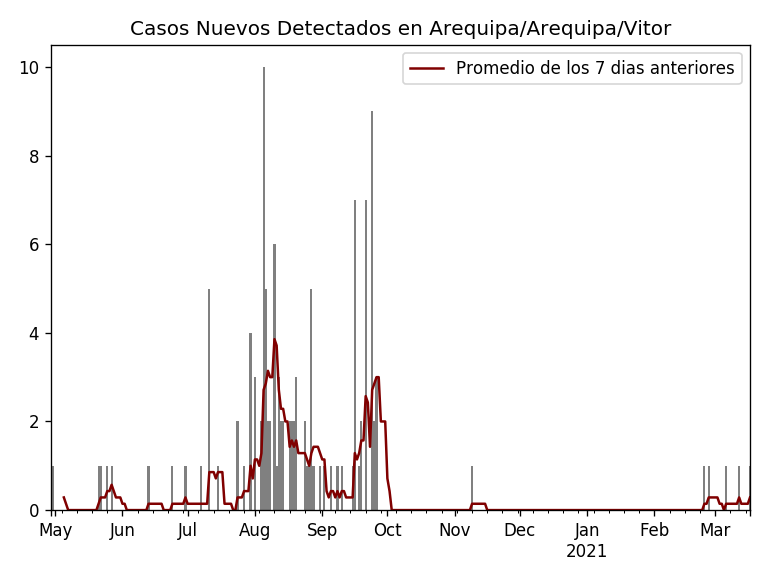 Casos Nuevos Detectados en Arequipa/Arequipa/Vitor
Promedio de los 7 dias anteriores
10
8
6
4
2
0
May Jun Jul Aug Sep Oct Nov Dec Jan Feb Mar
2021